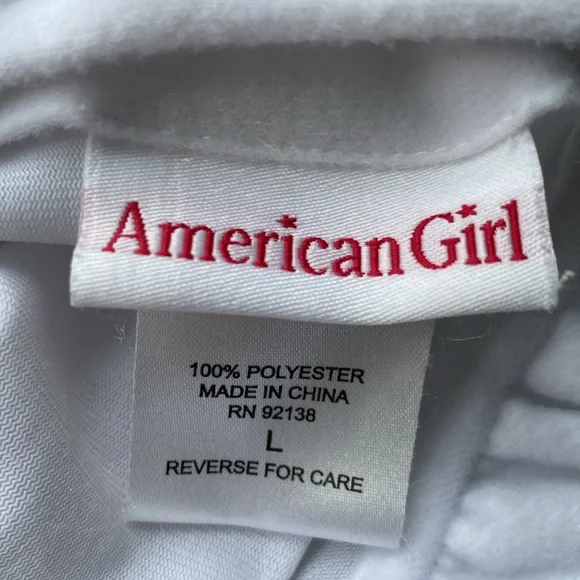 American Girl
100% POLYESTER
MADE IN CHINA
RN 92138
L
REVERSE FOR CARE